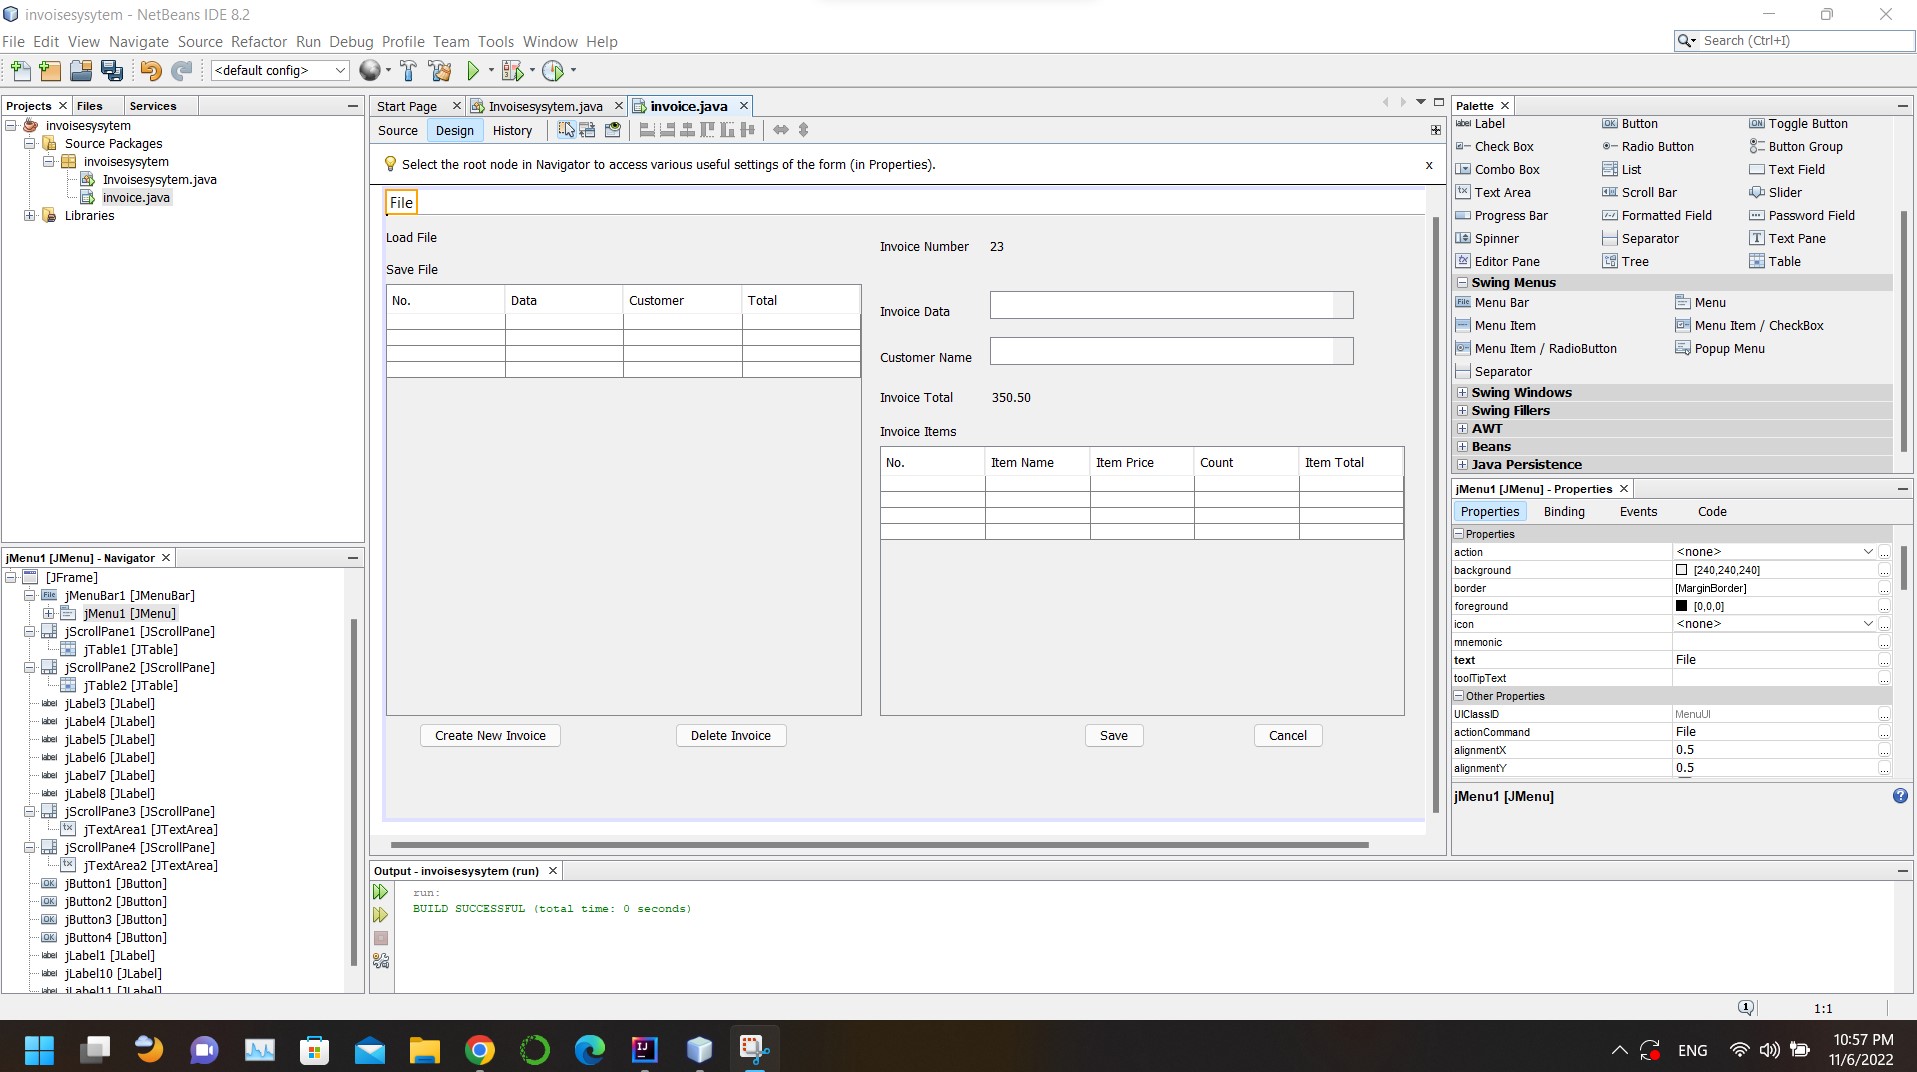 invoisesysytem - NetBeans IDE 8.2
File Edit View Navigate Source Refactor Run Debug Profile Team Tools Window Help
Search (Ctrl+I)
<default config>
Projects Files Services
invoisesysytem
Source Packages
invoisesysytem
Invoisesysytem.java
invoice.java
Libraries
jMenu1 [JMenu] - Navigator
[JFrame]
jMenuBar1 [JMenuBar]
jMenu1 [JMenu]
jScrollPane1 [JScrollPane]
jTable1 [JTable]
jScrollPane2 [JScrollPane]
jTable2 [JTable]
jLabel3 [JLabel]
jLabel4 [JLabel]
jLabel5 [JLabel]
jLabel6 [JLabel]
jLabel7 [JLabel]
jLabel8 [JLabel]
jScrollPane3 [JScrollPane]
jTextArea1 [JTextArea]
jScrollPane4 [JScrollPane]
jTextArea2 [JTextArea]
jButton1 [JButton]
jButton2 [JButton]
jButton3 [JButton]
jButton4 [JButton]
jLabel1 [JLabel]
jLabel10 [JLabel]
jLabel11 [JLabel]
Start Page Invoisesysytem.java invoice.java
Source Design History
Select the root node in Navigator to access various useful settings of the form (in Properties). x
File
Load File
Save File
No. Data Customer Total
Create New Invoice Delete Invoice
Invoice Number 23
Invoice Data
Customer Name
Invoice Total 350.50
Invoice Items
No. Item Name Item Price Count Item Total
Save Cancel
Output - invoisesysytem (run)
run:
BUILD SUCCESSFUL (total time: 0 seconds)
Palette
Label Button Toggle Button
Check Box Radio Button Button Group
Combo Box List Text Field
Text Area Scroll Bar Slider
Progress Bar Formatted Field Password Field
Spinner Separator Text Pane
Editor Pane Tree Table
Swing Menus
Menu Bar Menu
Menu Item Menu Item / CheckBox
Menu Item / RadioButton Popup Menu
Separator
Swing Windows
Swing Fillers
AWT
Beans
Java Persistence
jMenu1 [JMenu] - Properties
Properties Binding Events Code
Properties
action <none> ...
background [240,240,240] ...
border [MarginBorder] ...
foreground [0,0,0] ...
icon <none> ...
mnemonic ...
text File ...
toolTipText ...
Other Properties
UIClassID MenuUI ...
actionCommand File ...
alignmentX 0.5 ...
alignmentY 0.5 ...
jMenu1 [JMenu]
1:1
ENG
10:57 PM
11/6/2022